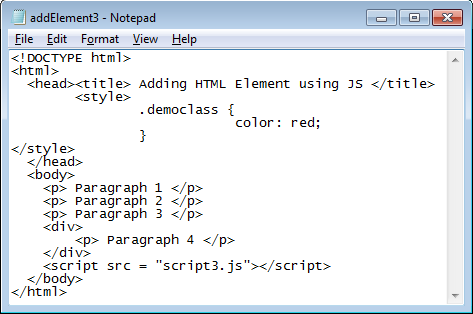 addElement3 - Notepad
File Edit Format View Help
<!DOCTYPE html>
<html>
<head><title> Adding HTML Element using JS </title>
<style>
.democlass {
color: red;
}
</style>
</head>
<body>
<p> Paragraph 1 </p>
<p> Paragraph 2 </p>
<p> Paragraph 3 </p>
<div>
<p> Paragraph 4 </p>
</div>
<script src = "script3.js"></script>
</body>
</html>